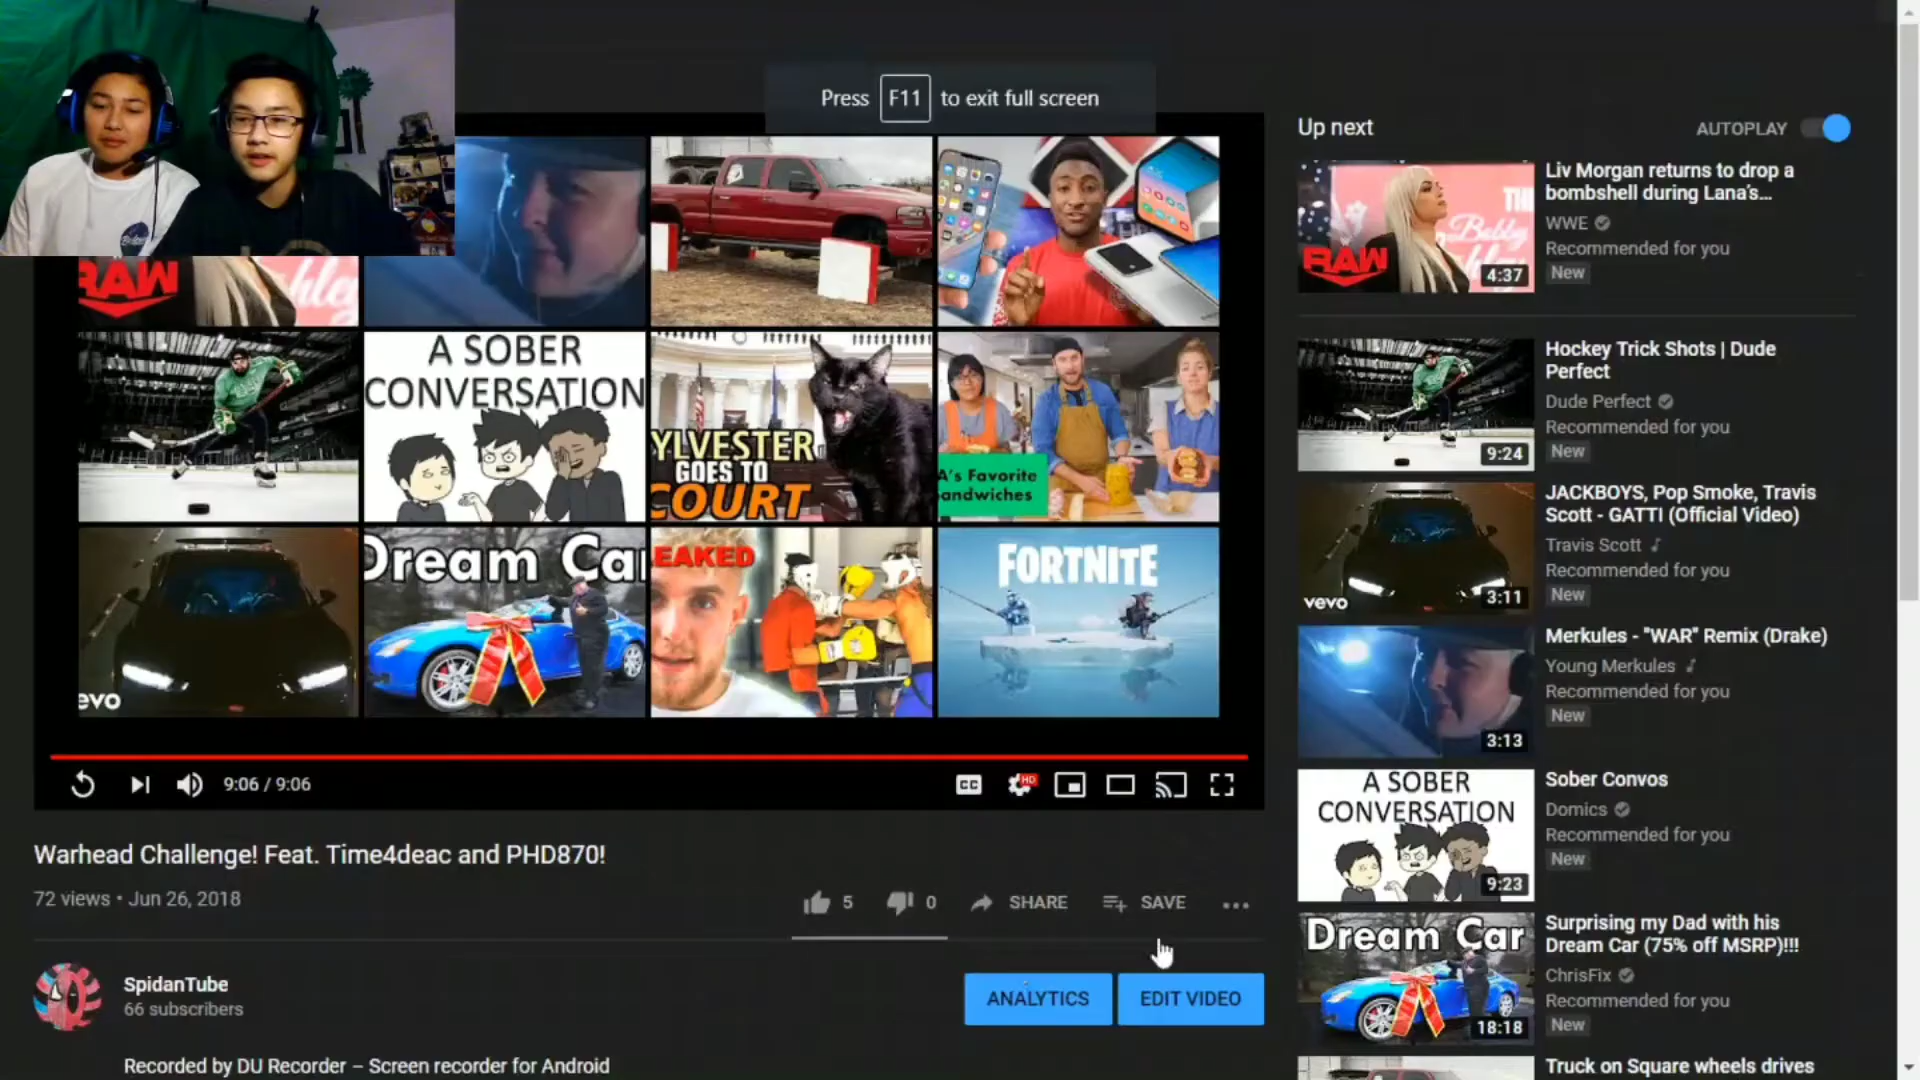 Press F11 to exit full screen
RAW
A SOBER
CONVERSATION
YLVESTER
GOES TO
COURT
A's Favorite
andwiches
evo
Dream Car
EAKED
FORTNITE
9:06 / 9:06
CC
HD
Warhead Challenge! Feat. Time4deac and PHD870!
72 views • Jun 26, 2018
5
0
SHARE
SAVE
SpidanTube
66 subscribers
ANALYTICS
EDIT VIDEO
Recorded by DU Recorder – Screen recorder for Android
Up next
AUTOPLAY
RAW
TH
Bobby
4:37
Liv Morgan returns to drop a
bombshell during Lana's...
WWE
Recommended for you
New
9:24
Hockey Trick Shots | Dude
Perfect
Dude Perfect
Recommended for you
New
vevo
3:11
JACKBOYS, Pop Smoke, Travis
Scott - GATTI (Official Video)
Travis Scott
Recommended for you
New
3:13
Merkules - "WAR" Remix (Drake)
Young Merkules
Recommended for you
New
A SOBER
CONVERSATION
9:23
Sober Convos
Domics
Recommended for you
New
Dream Car
18:18
Surprising my Dad with his
Dream Car (75% off MSRP)!!!
ChrisFix
Recommended for you
New
Truck on Square wheels drives